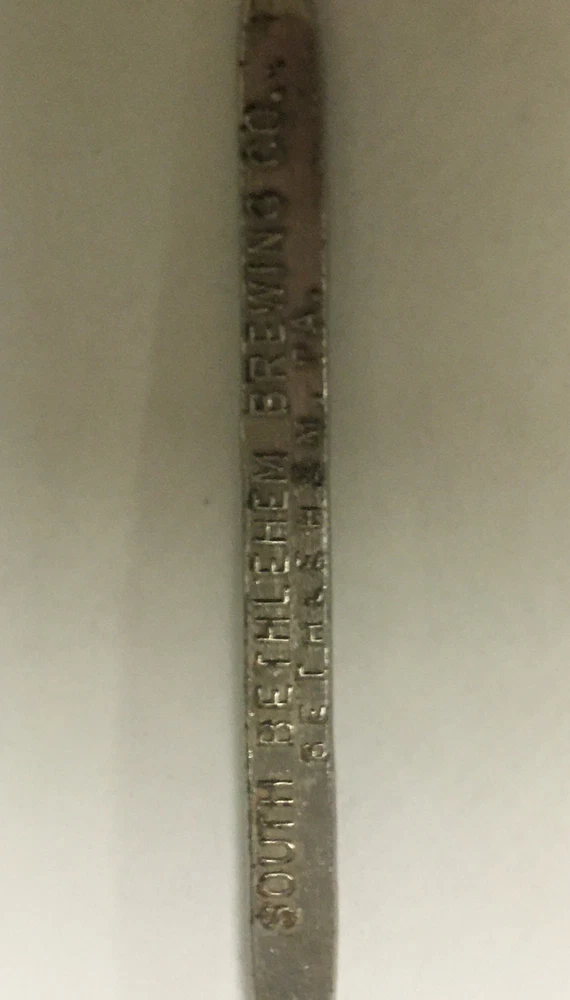 SOUTH BETHLEHEM BREWING CO.,
BETHLEHEM, PA.